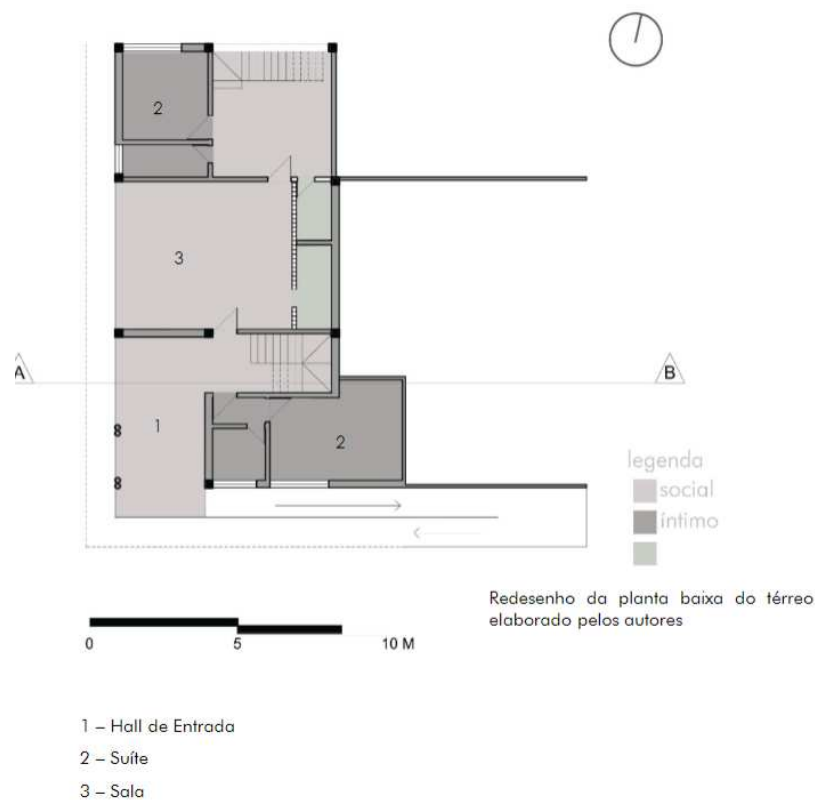 2
3
A
B
1
2
legenda
social
íntimo
Redesenho da planta baixa do térreo
elaborado pelos autores
0 5 10 M
1 – Hall de Entrada
2 – Suíte
3 – Sala